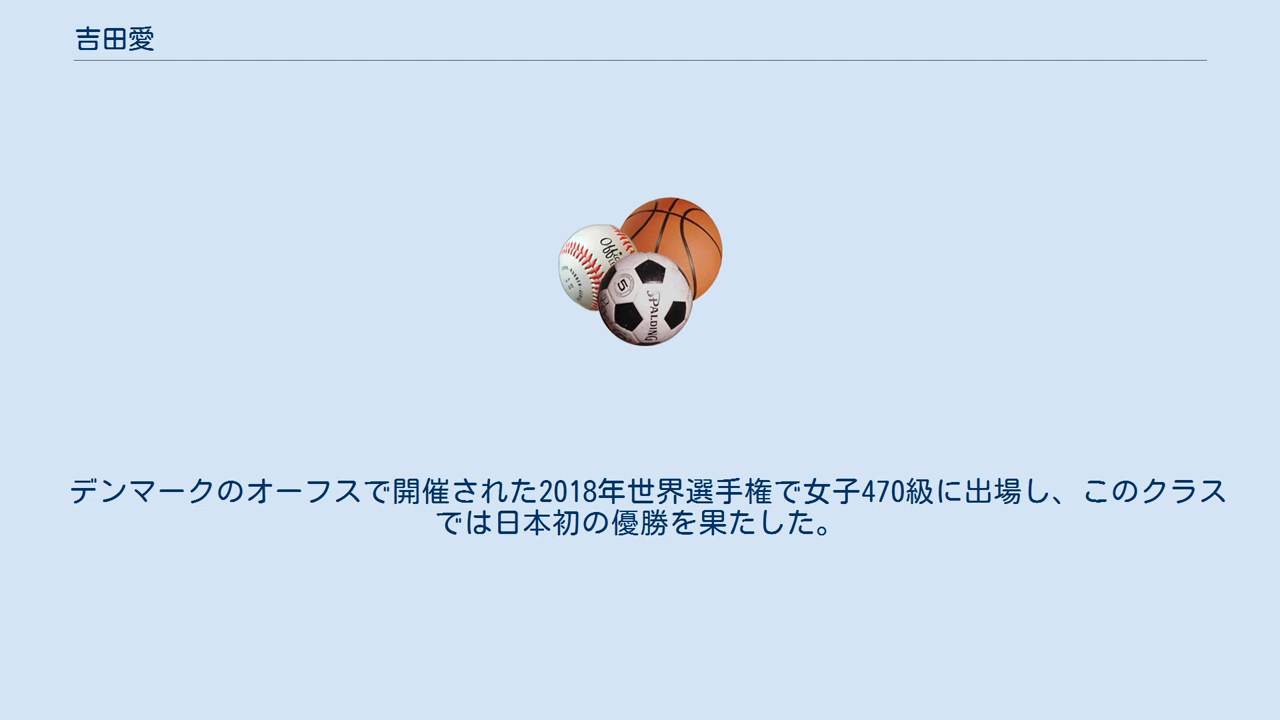 吉田愛
Offi
5
SPALDING
デンマークのオーフスで開催された2018年世界選手権で女子470級に出場し、このクラス
では日本初の優勝を果たした。